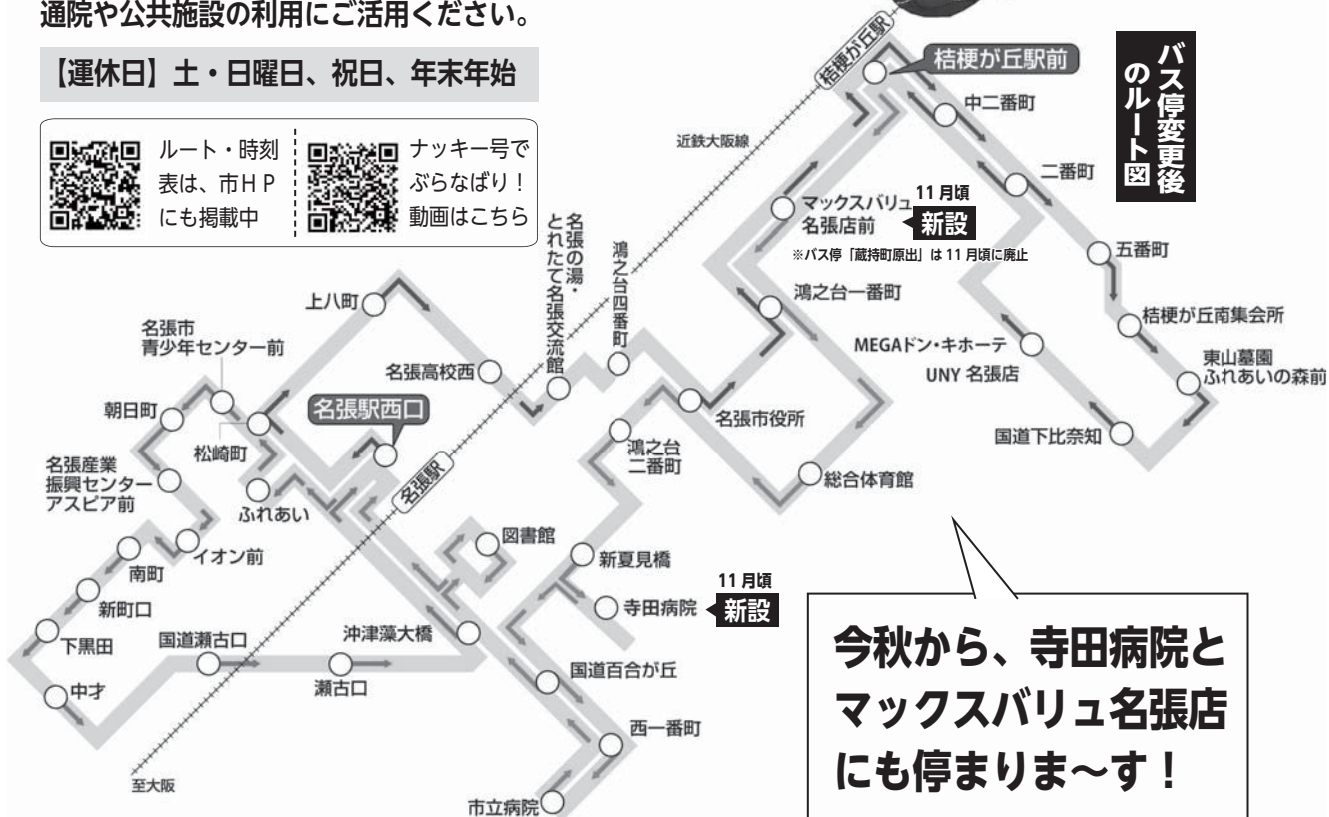 通院や公共施設の利用にご活用ください。
【運休日】土・日曜日、祝日、年末年始
ルート・時刻
表は、市ＨＰ
にも掲載中
ナッキー号で
ぶらなばり！
動画はこちら
バス停変更後
のルート図
桔梗が丘駅
桔梗が丘駅前
中二番町
近鉄大阪線
二番町
マックスバリュ
名張店前
11月頃
新設
※バス停「蔵持町原出」は11月頃に廃止
五番町
名張の湯・
とれたて名張交流館
鴻之台四番町
上八町
鴻之台一番町
桔梗が丘南集会所
名張市
青少年センター前
MEGAドン・キホーテ
UNY 名張店
東山墓園
ふれあいの森前
名張高校西
朝日町
名張駅西口
名張市役所
国道下比奈知
松崎町
鴻之台
二番町
名張産業
振興センター
アスピア前
名張駅
総合体育館
ふれあい
図書館
イオン前
新夏見橋
南町
11月頃
新設
寺田病院
新町口
下黒田
国道瀬古口
沖津藻大橋
国道百合が丘
瀬古口
中才
西一番町
至大阪
市立病院
今秋から、寺田病院と
マックスバリュ名張店
にも停まりま～す！